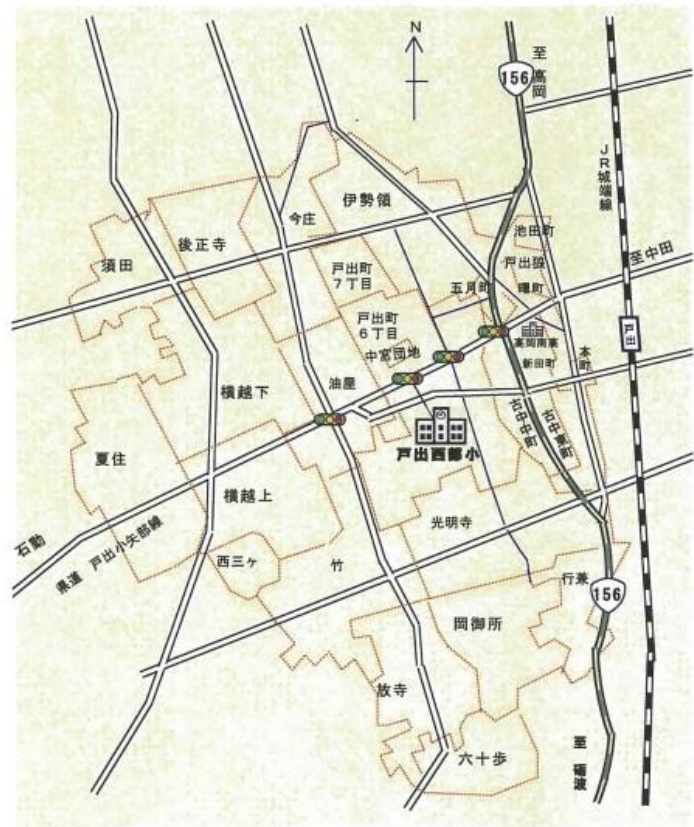 N
156
至 高岡
JR城端線
伊勢領
今庄
池田町
後正寺
須田
戸出町
7丁目
戸出狼
至中田
五月町
曙町
戸出町
6丁目
戸出
高岡南高
中宮団地
新田町
本町
油屋
横越下
古中中町
古中東町
戸出西部小
夏住
横越上
光明寺
石動
県道 戸出小矢部線
西三ヶ
竹
行兼
156
岡御所
放寺
六十歩
至 砺波